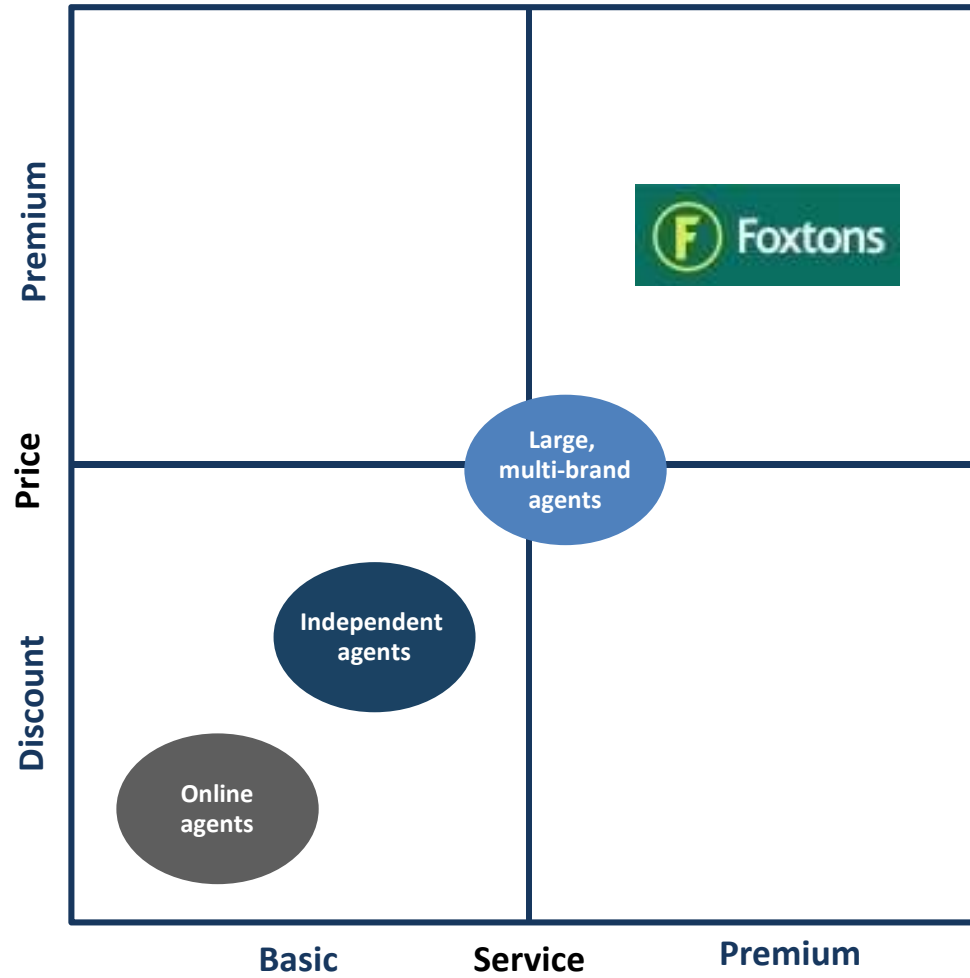 Premium
F Foxtons
Price
Large,
multi-brand
agents
Independent
agents
Discount
Online
agents
Basic
Service
Premium